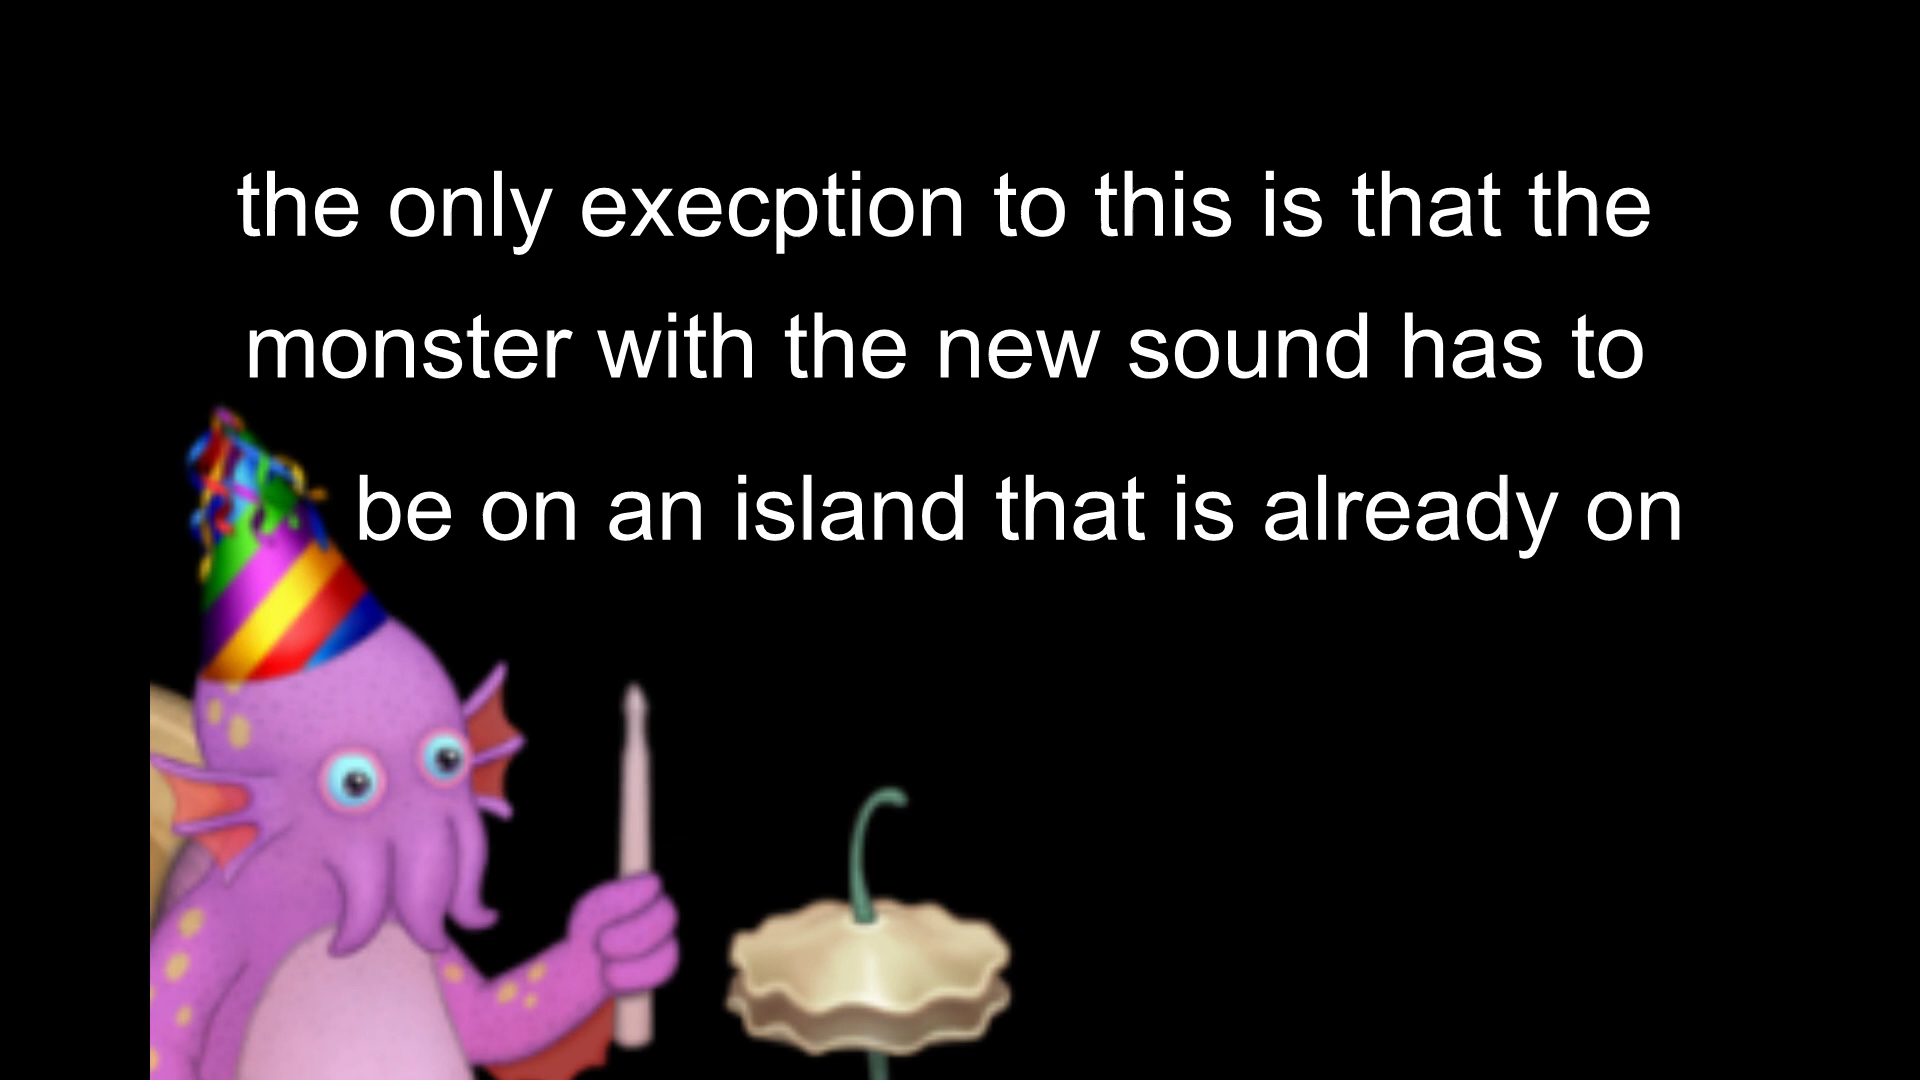 the only execption to this is that the
monster with the new sound has to
be on an island that is already on